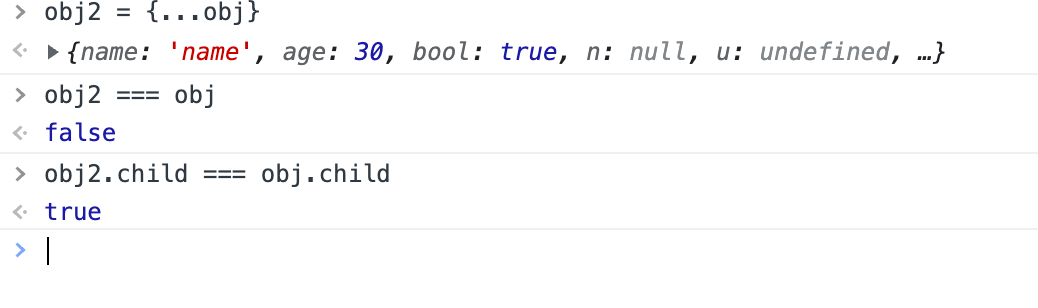 > obj2 = {...obj}
<· ▶{name: 'name', age: 30, bool: true, n: null, u: undefined, …}
> obj2 === obj
<· false
> obj2.child === obj.child
<· true
>